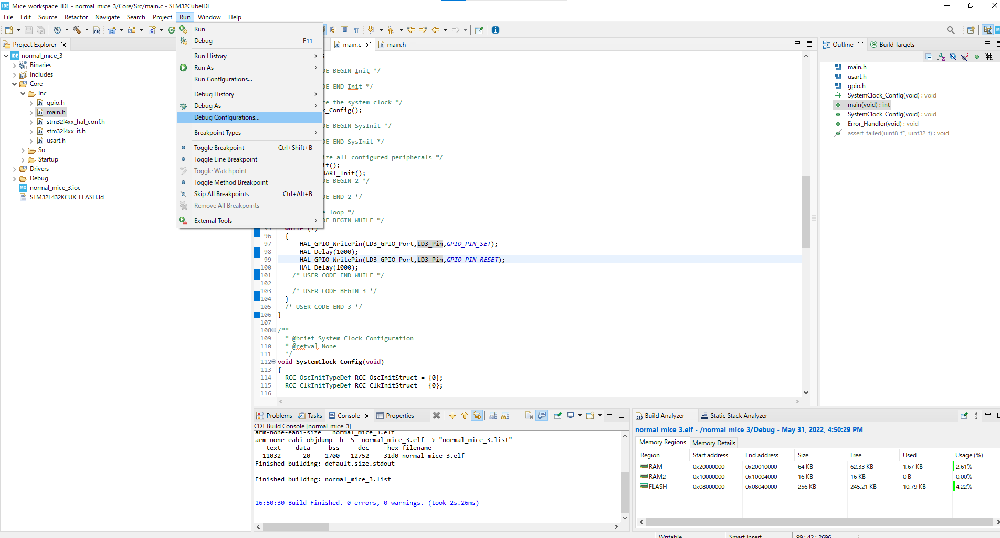 Mice_workspace_IDE - normal_mice_3/Core/Src/main.c - STM32CubeIDE
File Edit Source Refactor Navigate Search Project Run Window Help
Project Explorer
normal_mice_3
Binaries
Includes
Core
Inc
gpio.h
main.h
stm32l4xx_hal_conf.h
stm32l4xx_it.h
usart.h
Src
Startup
Drivers
Debug
normal_mice_3.ioc
STM32L432KCUX_FLASH.ld
Run
Debug F11
Run History
Run As
Run Configurations...
Debug History
Debug As
Debug Configurations...
Breakpoint Types
Toggle Breakpoint Ctrl+Shift+B
Toggle Line Breakpoint
Toggle Watchpoint
Toggle Method Breakpoint
Skip All Breakpoints Ctrl+Alt+B
Remove All Breakpoints
External Tools
main.c main.h
;
DE BEGIN Init */
DE END Init */
re the system clock */
k_Config();
DE BEGIN SysInit */
DE END SysInit */
ize all configured peripherals */
it();
UART_Init();
DE BEGIN 2 */
DE END 2 */
e loop */
DE BEGIN WHILE */
95 while (1)
96 {
97 HAL_GPIO_WritePin(LD3_GPIO_Port,LD3_Pin,GPIO_PIN_SET);
98 HAL_Delay(1000);
99 HAL_GPIO_WritePin(LD3_GPIO_Port,LD3_Pin,GPIO_PIN_RESET);
100 HAL_Delay(1000);
101 /* USER CODE END WHILE */
102
103 /* USER CODE BEGIN 3 */
104 }
105 /* USER CODE END 3 */
106 }
107
108 /**
109 * @brief System Clock Configuration
110 * @retval None
111 */
112 void SystemClock_Config(void)
113 {
114 RCC_OscInitTypeDef RCC_OscInitStruct = {0};
115 RCC_ClkInitTypeDef RCC_ClkInitStruct = {0};
116
Outline Build Targets
main.h
usart.h
gpio.h
SystemClock_Config(void) : void
main(void) : int
SystemClock_Config(void) : void
Error_Handler(void) : void
assert_failed(uint8_t*, uint32_t) : void
Problems Tasks Console Properties
CDT Build Console [normal_mice_3]
arm-none-eabi-size normal_mice_3.elf
arm-none-eabi-objdump -h -S normal_mice_3.elf > "normal_mice_3.list"
text data bss dec hex filename
11032 20 1700 12752 31d0 normal_mice_3.elf
Finished building: default.size.stdout
Finished building: normal_mice_3.list
16:50:30 Build Finished. 0 errors, 0 warnings. (took 2s.26ms)
Build Analyzer Static Stack Analyzer
normal_mice_3.elf - /normal_mice_3/Debug - May 31, 2022, 4:50:29 PM
Memory Regions Memory Details
Region Start address End address Size Free Used Usage (%)
RAM 0x20000000 0x20010000 64 KB 62.33 KB 1.67 KB 2.61%
RAM2 0x10000000 0x10004000 16 KB 16 KB 0 B 0.00%
FLASH 0x08000000 0x08040000 256 KB 245.21 KB 10.79 KB 4.22%
Writable Smart Insert 99 : 42 : 2696